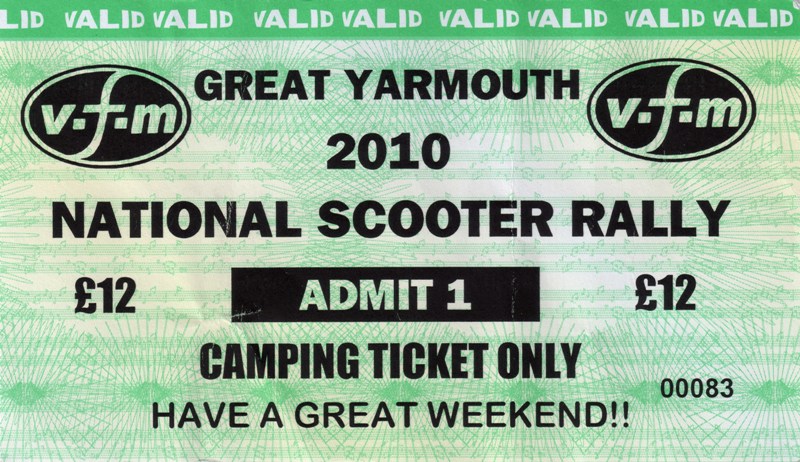 LID VALID VALID VALID VALID VALID VALID VALID VALID
v.f.m GREAT YARMOUTH v.f.m
2010
NATIONAL SCOOTER RALLY
£12 ADMIT 1 £12
CAMPING TICKET ONLY
00083
HAVE A GREAT WEEKEND!!